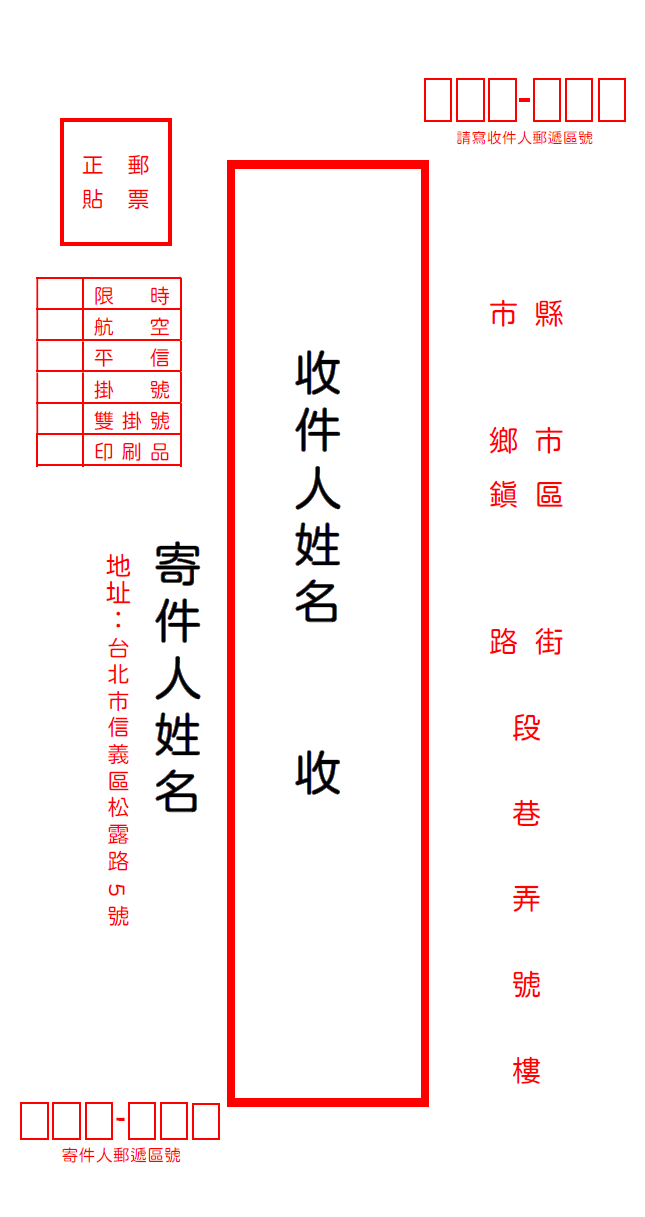 請寫收件人郵遞區號
縣市
鄉鎮市區
路街
段
巷
弄
號
樓
收件人姓名 收
郵票
正貼
限時
航空
平信
掛號
雙掛號
印刷品
寄件人姓名
地址：台北市信義區松露路5號
寄件人郵遞區號